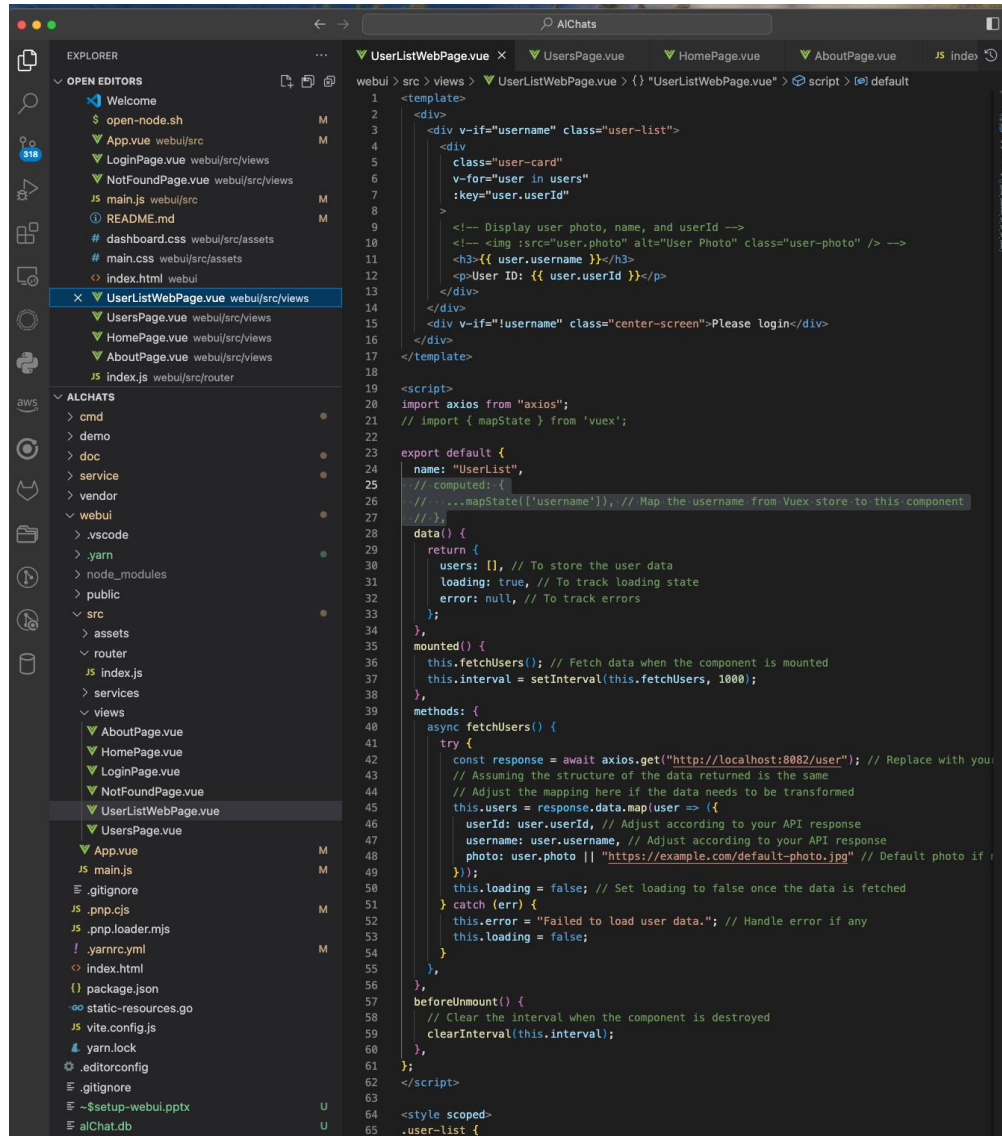 AlChats
EXPLORER
OPEN EDITORS
Welcome
$ open-node.sh M
App.vue webui/src M
LoginPage.vue webui/src/views
NotFoundPage.vue webui/src/views
JS main.js webui/src M
README.md M
# dashboard.css webui/src/assets
# main.css webui/src/assets
<> index.html webui
UserListWebPage.vue webui/src/views
UsersPage.vue webui/src/views
HomePage.vue webui/src/views
AboutPage.vue webui/src/views
JS index.js webui/src/router
318
aws
ALCHATS
> cmd
> demo
> doc
> service
> vendor
webui
> .vscode
> .yarn
> node_modules
> public
src
> assets
router
JS index.js
> services
views
AboutPage.vue
HomePage.vue
LoginPage.vue
NotFoundPage.vue
UserListWebPage.vue
UsersPage.vue
App.vue M
JS main.js M
.gitignore
JS .pnp.cjs M
JS .pnp.loader.mjs
! .yarnrc.yml M
<> index.html
{} package.json
GO static-resources.go
JS vite.config.js
yarn.lock
.editorconfig
.gitignore
~$setup-webui.pptx U
alChat.db U
UserListWebPage.vue UsersPage.vue HomePage.vue AboutPage.vue JS index
webui > src > views > UserListWebPage.vue > {} "UserListWebPage.vue" > script > default
1 <template>
2 <div>
3 <div v-if="username" class="user-list">
4 <div
5 class="user-card"
6 v-for="user in users"
7 :key="user.userId"
8 >
9 <!-- Display user photo, name, and userId -->
10 <!-- <img :src="user.photo" alt="User Photo" class="user-photo" /> -->
11 <h3>{{ user.username }}</h3>
12 <p>User ID: {{ user.userId }}</p>
13 </div>
14 </div>
15 <div v-if="!username" class="center-screen">Please login</div>
16 </div>
17 </template>
18
19 <script>
20 import axios from "axios";
21 // import { mapState } from 'vuex';
22
23 export default {
24 name: "UserList",
25 // computed: {
26 // ...mapState(['username']), // Map the username from Vuex store to this component
27 // },
28 data() {
29 return {
30 users: [], // To store the user data
31 loading: true, // To track loading state
32 error: null, // To track errors
33 };
34 },
35 mounted() {
36 this.fetchUsers(); // Fetch data when the component is mounted
37 this.interval = setInterval(this.fetchUsers, 1000);
38 },
39 methods: {
40 async fetchUsers() {
41 try {
42 const response = await axios.get("http://localhost:8082/user"); // Replace with you
43 // Assuming the structure of the data returned is the same
44 // Adjust the mapping here if the data needs to be transformed
45 this.users = response.data.map(user => ({
46 userId: user.userId, // Adjust according to your API response
47 username: user.username, // Adjust according to your API response
48 photo: user.photo || "https://example.com/default-photo.jpg" // Default photo if
49 }));
50 this.loading = false; // Set loading to false once the data is fetched
51 } catch (err) {
52 this.error = "Failed to load user data."; // Handle error if any
53 this.loading = false;
54 }
55 },
56 },
57 beforeUnmount() {
58 // Clear the interval when the component is destroyed
59 clearInterval(this.interval);
60 },
61 };
62 </script>
63
64 <style scoped>
65 .user-list {